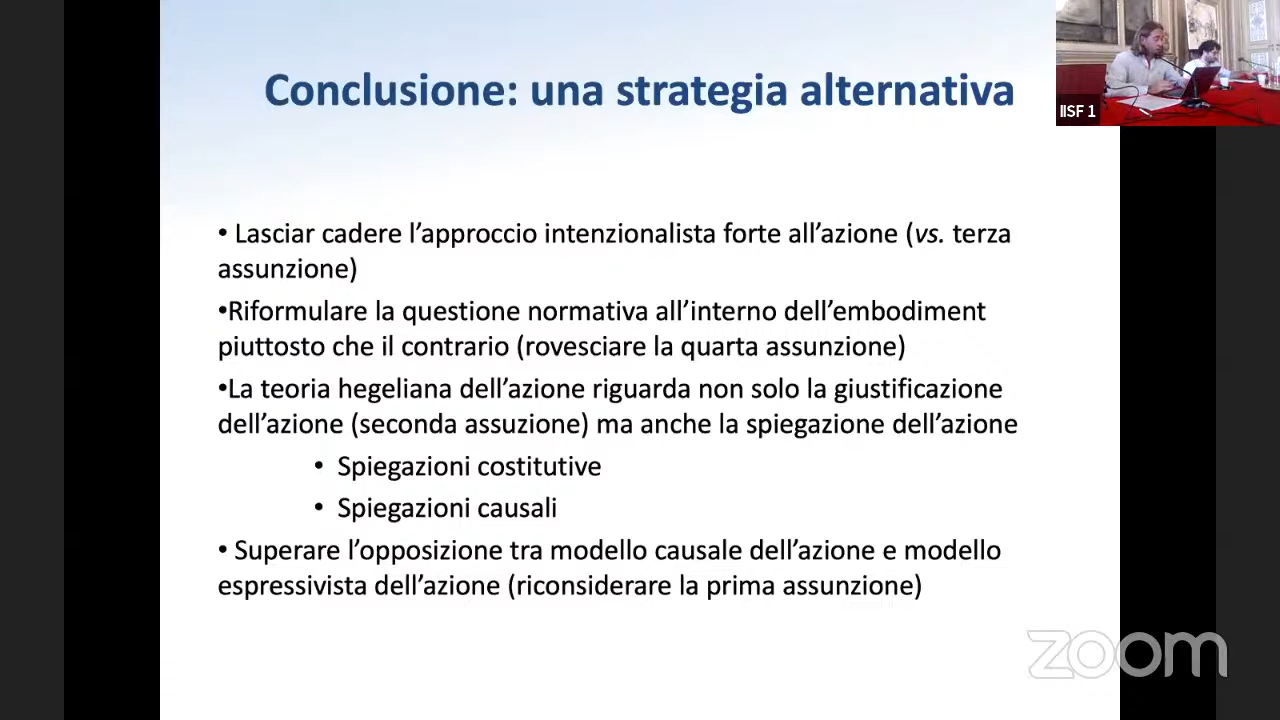 Conclusione: una strategia alternativa
IISF 1
• Lasciar cadere l’approccio intenzionalista forte all’azione (vs. terza
assunzione)
•Riformulare la questione normativa all’interno dell’embodiment
piuttosto che il contrario (rovesciare la quarta assunzione)
•La teoria hegeliana dell’azione riguarda non solo la giustificazione
dell’azione (seconda assuzione) ma anche la spiegazione dell’azione
• Spiegazioni costitutive
• Spiegazioni causali
• Superare l’opposizione tra modello causale dell’azione e modello
espressivista dell’azione (riconsiderare la prima assunzione)
zoom